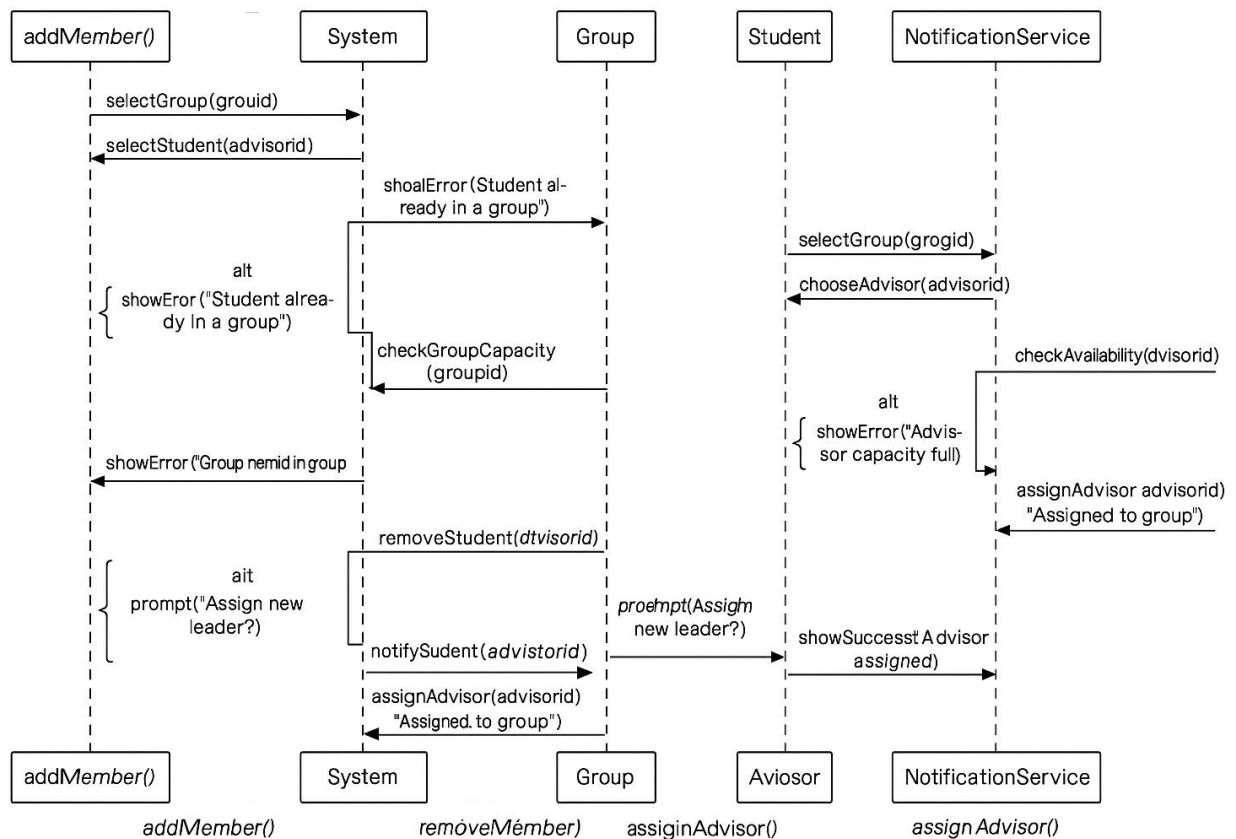 addMember()
System
Group
Student
NotificationService
selectGroup(grouid)
selectStudent(advisorid)
shoalError(Student al-
ready in a group")
selectGroup(grogid)
alt
showEror("Student alrea-
dy In a group")
chooseAdvisor(advisorid)
checkGroupCapacity
(groupid)
checkAvailability(dvisorid)
alt
showError("Advis-
sor capacity full)
showError("Group nemid in group
assignAdvisor advisorid)
"Assigned to group")
removeStudent(dtvisorid)
ait
prompt("Assign new
leader?)
proempt(Assigm
new leader?)
showSuccess'Advisor
assigned)
notifySudent(advistorid)
assignAdvisor(advisorid)
"Assigned. to group")
addMember()
System
Group
Aviosor
NotificationService
addMember()
removeMember)
assiginAdvisor()
assignAdvisor()